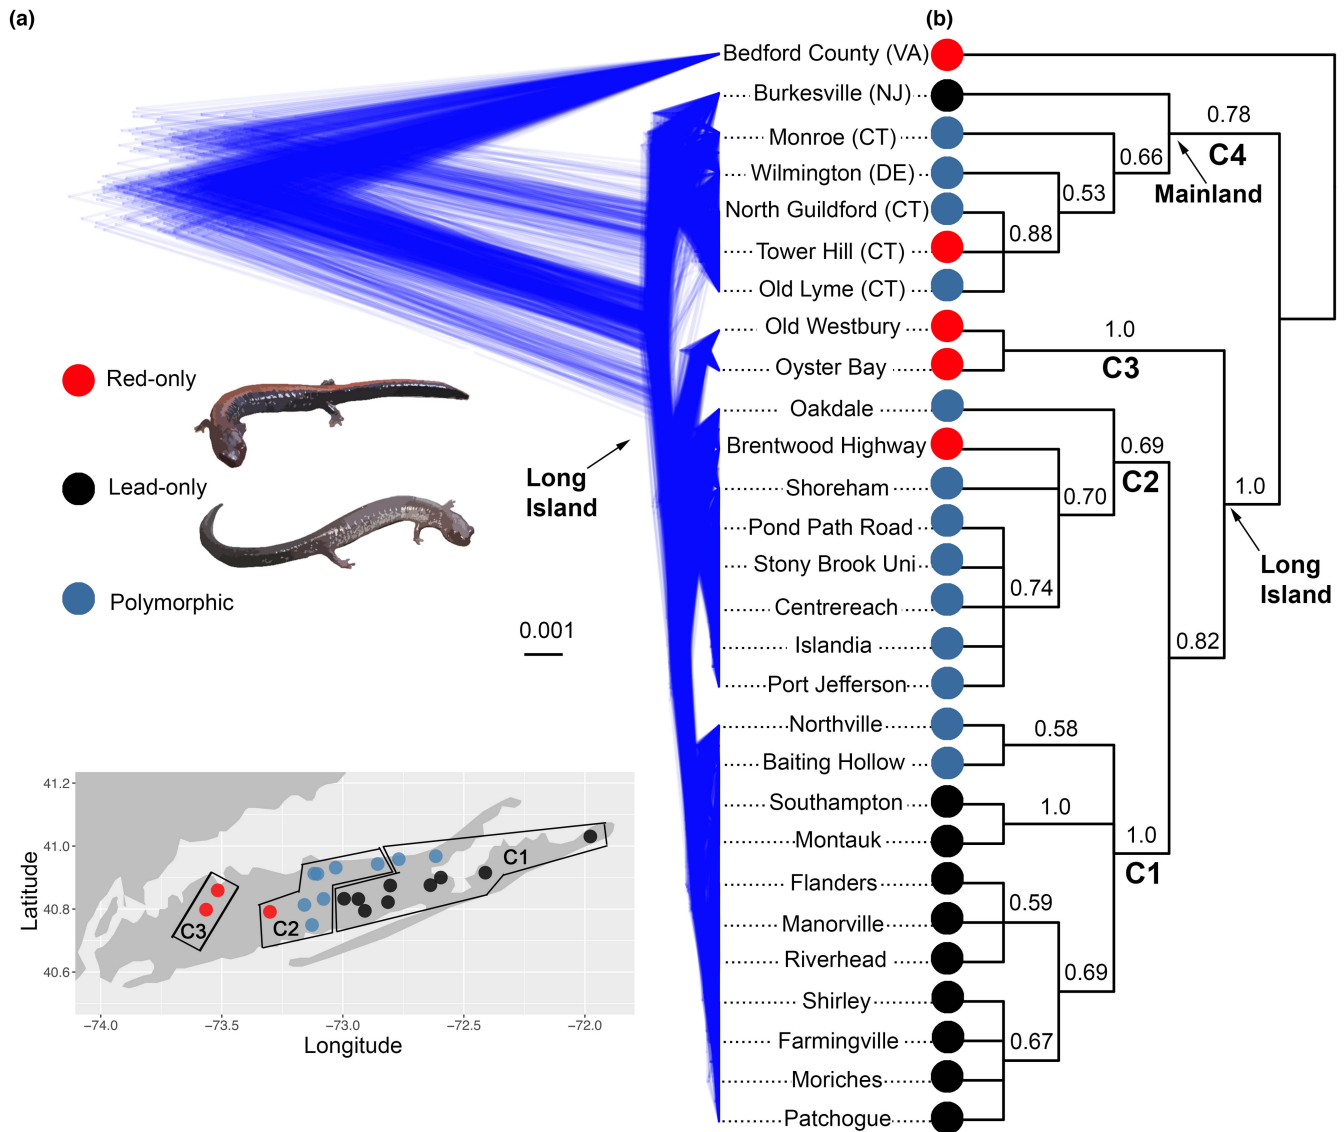 (a)
(b)
Bedford County (VA)
Burkesville (NJ)
Monroe (CT)
Wilmington (DE)
North Guildford (CT)
Tower Hill (CT)
Old Lyme (CT)
Old Westbury
Oyster Bay
Oakdale
Brentwood Highway
Shoreham
Pond Path Road
Stony Brook Uni
Centrereach
Islandia
Port Jefferson
Northville
Baiting Hollow
Southampton
Montauk
Flanders
Manorville
Riverhead
Shirley
Farmingville
Moriches
Patchogue
0.78
C4
Mainland
0.66
0.53
0.88
1.0
C3
0.69
C2
0.70
0.74
1.0
Long
Island
0.82
0.58
1.0
1.0
C1
0.59
0.69
0.67
Red-only
Lead-only
Polymorphic
Long
Island
0.001
41.2
41.0
40.8
40.6
Latitude
C3
C2
C1
−74.0
−73.5
−73.0
−72.5
−72.0
Longitude